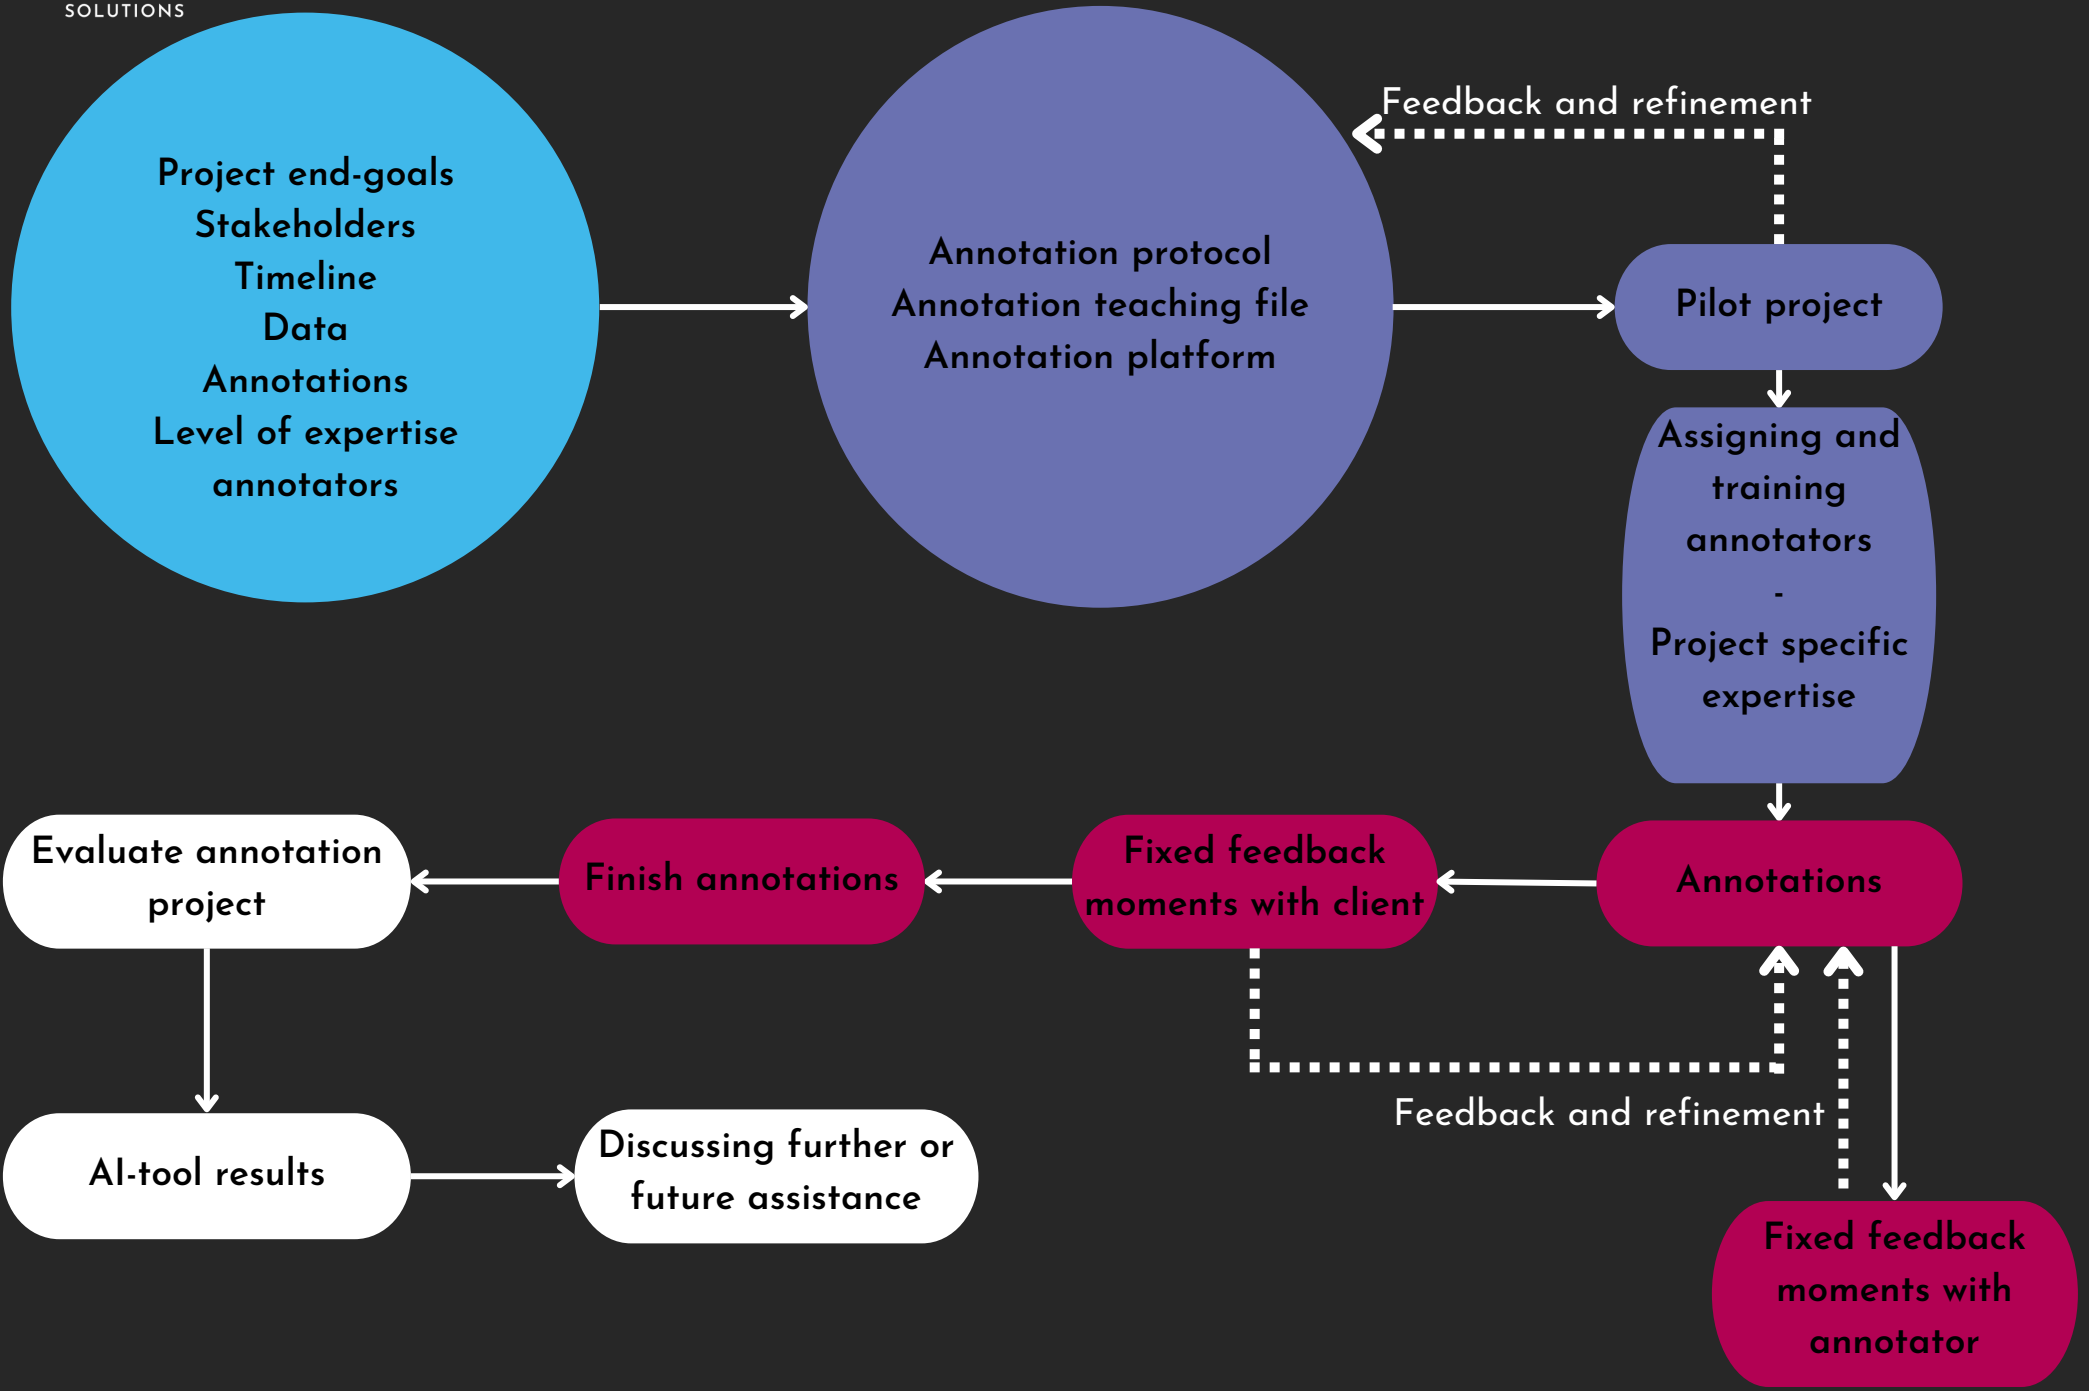 SOLUTIONS
Project end-goals
Stakeholders
Timeline
Data
Annotations
Level of expertise
annotators
Annotation protocol
Annotation teaching file
Annotation platform
Feedback and refinement
Pilot project
Assigning and
training
annotators
-
Project specific
expertise
Annotations
Fixed feedback
moments with client
Finish annotations
Evaluate annotation
project
Feedback and refinement
Fixed feedback
moments with
annotator
AI-tool results
Discussing further or
future assistance